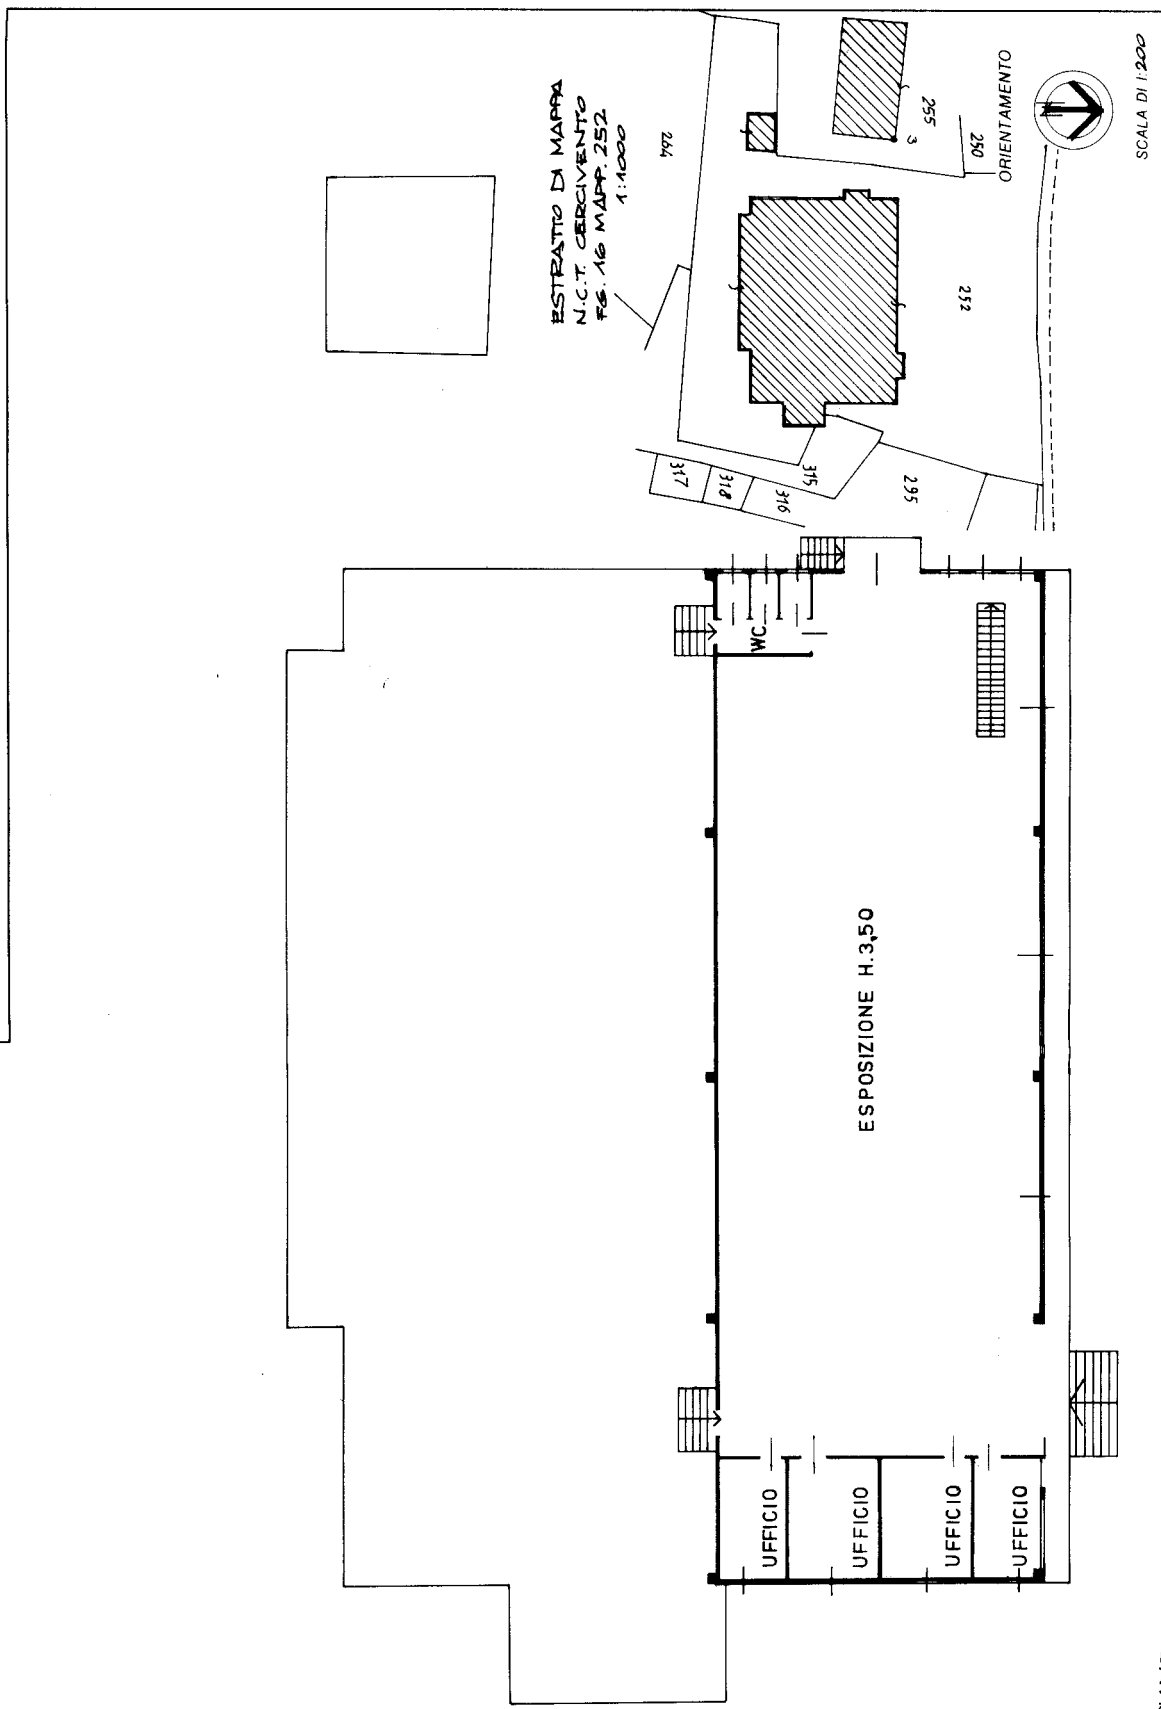 ESTRATTO DI MAPPA
N.C.T. CERCIVENTO
FG. 16 MAPP. 252
1:1000
264
255
3
250
ORIENTAMENTO
SCALA DI 1:200
252
317
318
316
315
295
WC
ESPOSIZIONE H.3,50
UFFICIO
UFFICIO
UFFICIO
UFFICIO